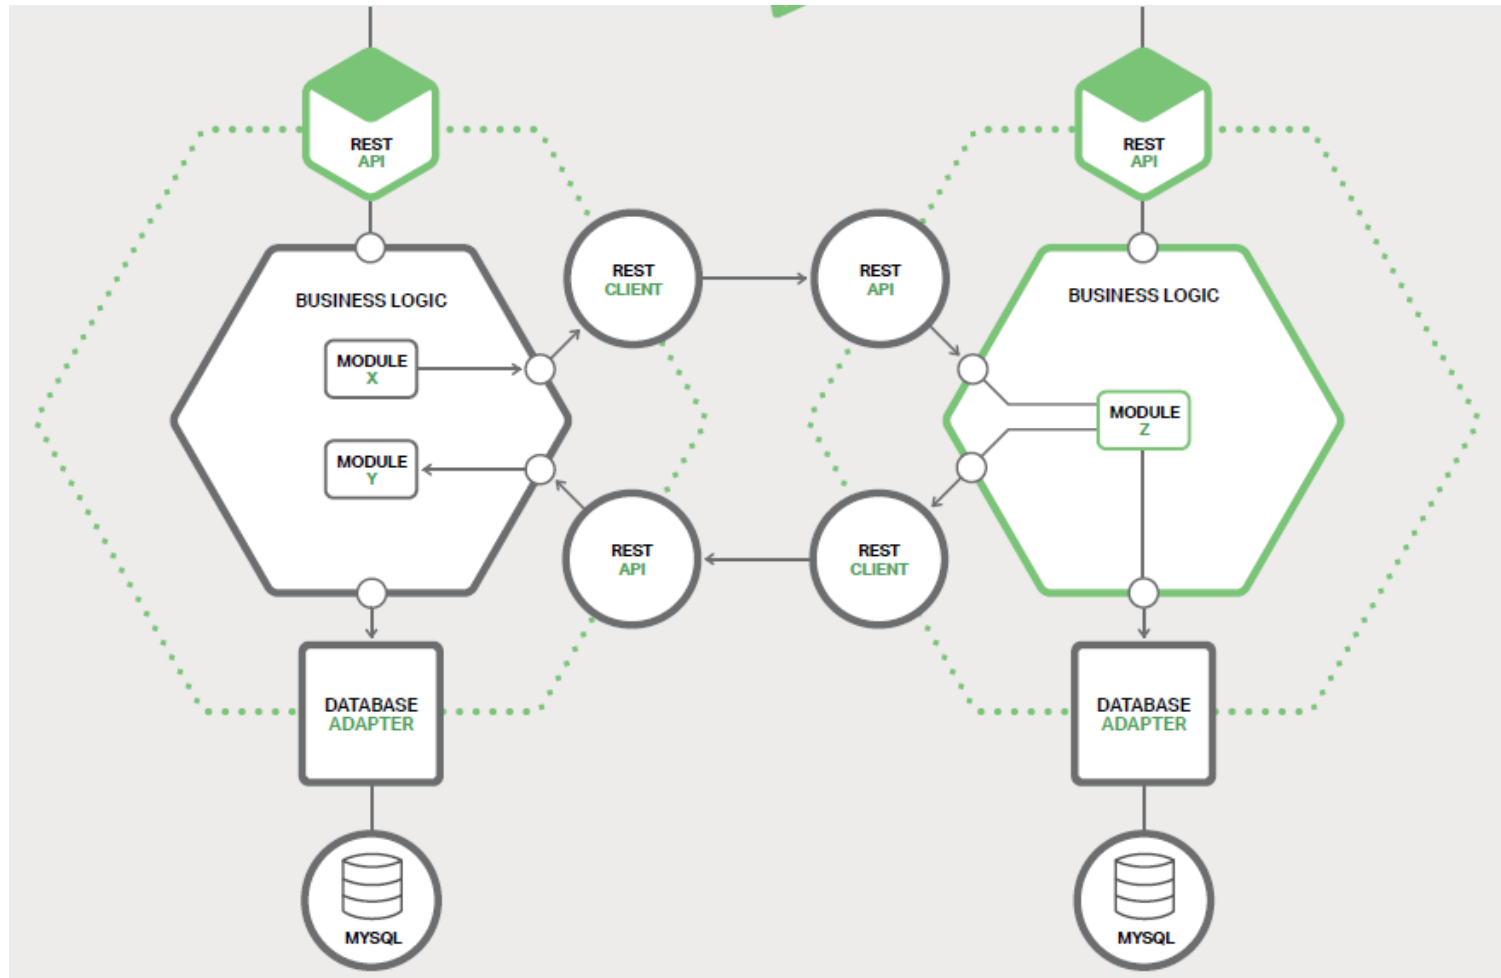 REST
API
REST
API
REST
CLIENT
REST
API
BUSINESS LOGIC
BUSINESS LOGIC
MODULE
X
MODULE
Z
MODULE
Y
REST
API
REST
CLIENT
DATABASE
ADAPTER
DATABASE
ADAPTER
MYSQL
MYSQL